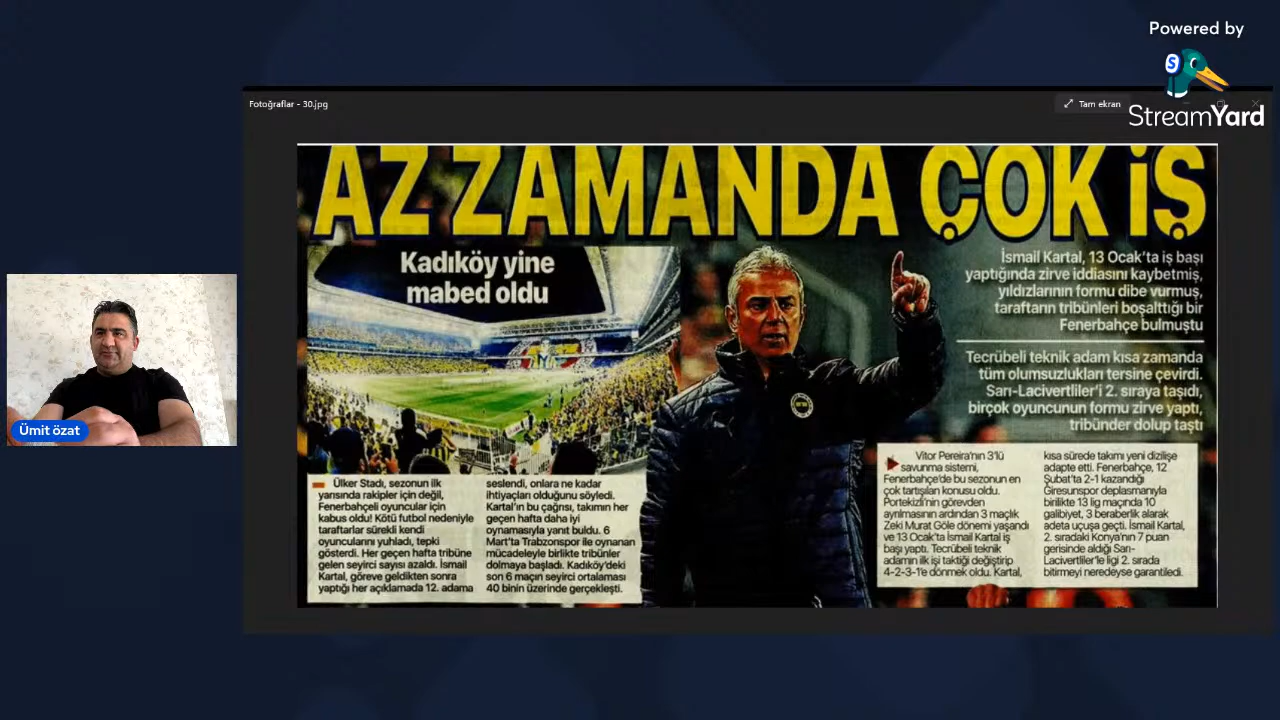 Powered by
S
StreamYard
Fotoğraflar - 30.jpg
Tam ekran
AZ ZAMANDA ÇOK iŞ
Kadıköy yine
mabed oldu
İsmail Kartal, 13 Ocak'ta iş başı
yaptığında zirve iddiasını kaybetmiş,
yıldızlarının formu dibe vurmuş,
taraftarın tribünleri boşalttığı bir
Fenerbahçe bulmuştu
Tecrübeli teknik adam kısa zamanda
tüm olumsuzlukları tersine çevirdi.
Sarı-Lacivertliler'i 2. sıraya taşıdı,
birçok oyuncunun formu zirve yaptı,
tribünder dolup taştı
Ülker Stadı, sezonun ilk
yarısında rakipler için değil,
Fenerbahçeli oyuncular için
kabus oldu! Kötü futbol nedeniyle
taraftarlar sürekli kendi
oyuncularını yuhladı, tepki
gösterdi. Her geçen hafta tribüne
gelen seyirci sayısı azaldı. İsmail
Kartal, göreve geldikten sonra
yaptığı her açıklamada 12. adama
seslendi, onlara ne kadar
ihtiyaçları olduğunu söyledi.
Kartal'ın bu çağrısı, takımın her
geçen hafta daha iyi
oynamasıyla yanıt buldu. 6
Mart'ta Trabzonspor ile oynanan
mücadeleyle birlikte tribünler
dolmaya başladı. Kadıköy'deki
son 6 maçın seyirci ortalaması
40 binin üzerinde gerçekleşti.
Vitor Pereira'nın 3'lü
savunma sistemi,
Fenerbahçe'de bu sezonun en
çok tartışılan konusu oldu.
Portekizli'nin görevden
ayrılmasının ardından 3 maçlık
Zeki Murat Göle dönemi yaşandı
ve 13 Ocak'ta İsmail Kartal iş
başı yaptı. Tecrübeli teknik
adamın ilk işi taktiği değiştirip
4-2-3-1'e dönmek oldu. Kartal,
kısa sürede takımı yeni dizilişe
adapte etti. Fenerbahçe, 12
Şubat'ta 2-1 kazandığı
Giresunspor deplasmanıyla
birlikte 13 lig maçında 10
galibiyet, 3 beraberlik alarak
adeta uçuşa geçti. İsmail Kartal,
2. sıradaki Konya'nın 7 puan
gerisinde aldığı Sarı-
Lacivertliler'le ligi 2. sırada
bitirmeyi neredeyse garantiledi.
Ümit özat